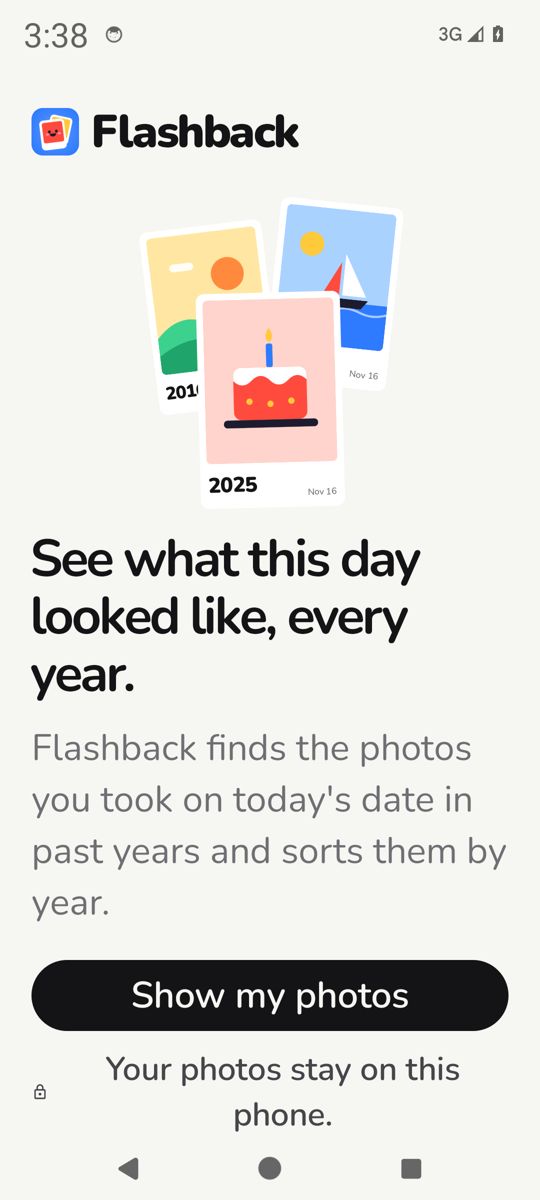 3:38
3G
Flashback
Nov 16
2025
Nov 16
See what this day
looked like, every
year.
Flashback finds the photos
you took on today's date in
past years and sorts them by
year.
Show my photos
Your photos stay on this
phone.